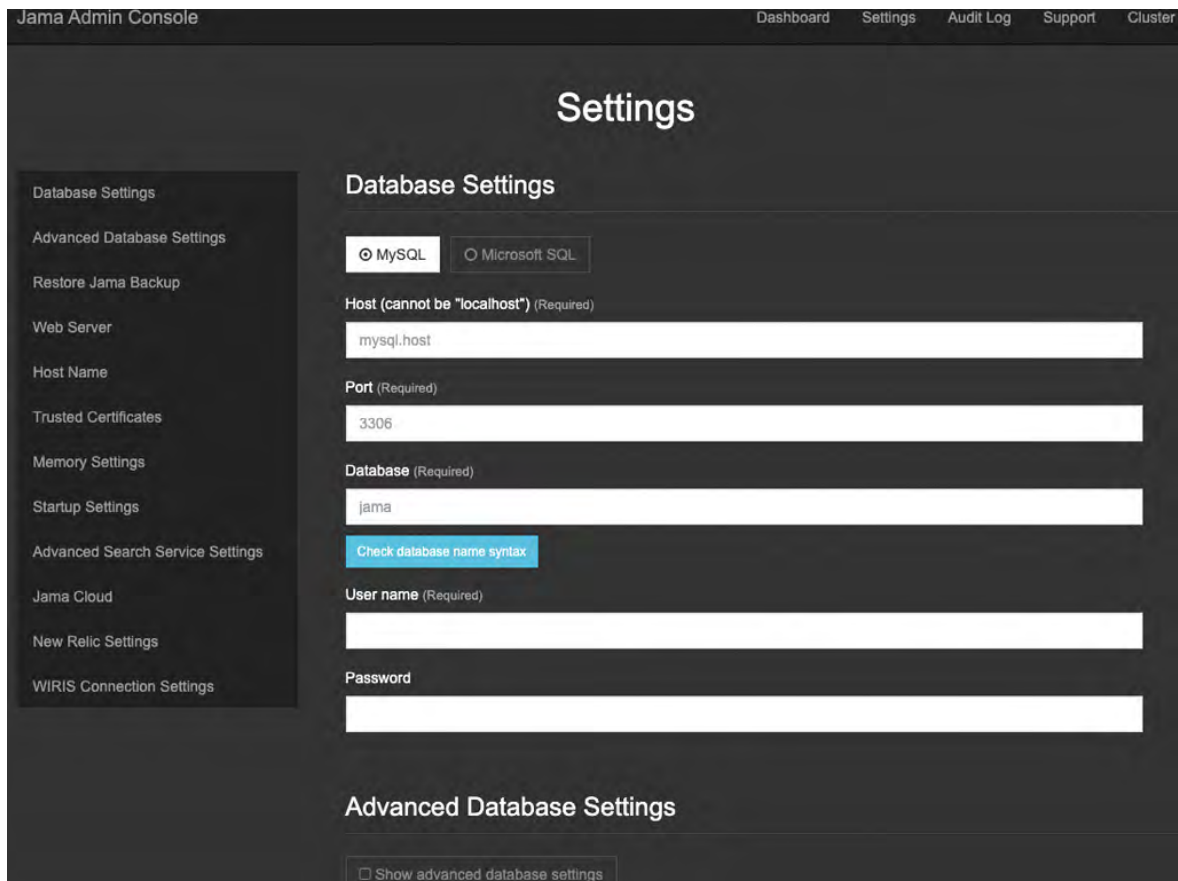 Jama Admin Console
Dashboard Settings Audit Log Support Cluster
Settings
Database Settings
Advanced Database Settings
Restore Jama Backup
Web Server
Host Name
Trusted Certificates
Memory Settings
Startup Settings
Advanced Search Service Settings
Jama Cloud
New Relic Settings
WIRIS Connection Settings
Database Settings
MySQL
Microsoft SQL
Host (cannot be "localhost") (Required)
mysql.host
Port (Required)
3306
Database (Required)
jama
Check database name syntax
User name (Required)
Password
Advanced Database Settings
Show advanced database settings